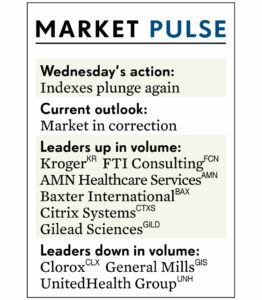 MARKET PULSE
Wednesday's action:
Indexes plunge again
Current outlook:
Market in correction
Leaders up in volume:
Kroger KR FTI Consulting FCN
AMN Healthcare Services AMN
Baxter International BAX
Citrix Systems CTXS
Gilead Sciences GILD
Leaders down in volume:
Clorox CLX General Mills GIS
UnitedHealth Group UNH